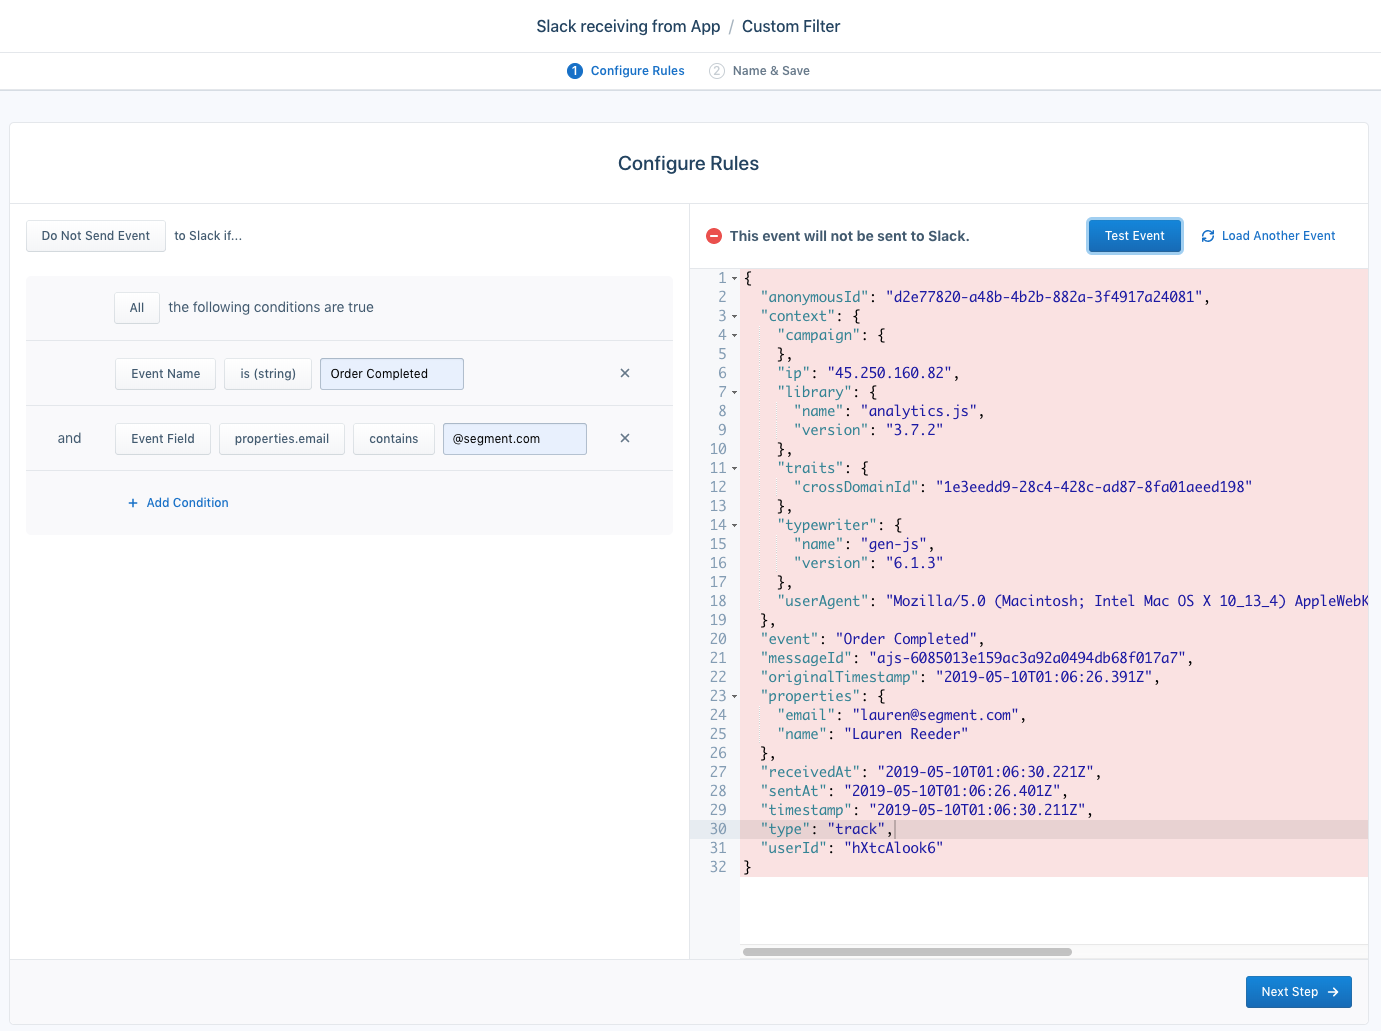 Slack receiving from App / Custom Filter
1 Configure Rules 2 Name & Save
Configure Rules
Do Not Send Event to Slack if...
All the following conditions are true
Event Name is (string) Order Completed
and Event Field properties.email contains @segment.com
+ Add Condition
This event will not be sent to Slack. Test Event Load Another Event
1 {
2 "anonymousId": "d2e77820-a48b-4b2b-882a-3f4917a24081",
3 "context": {
4 "campaign": {
5 },
6 "ip": "45.250.160.82",
7 "library": {
8 "name": "analytics.js",
9 "version": "3.7.2"
10 },
11 "traits": {
12 "crossDomainId": "1e3eedd9-28c4-428c-ad87-8fa01aeed198"
13 },
14 "typewriter": {
15 "name": "gen-js",
16 "version": "6.1.3"
17 },
18 "userAgent": "Mozilla/5.0 (Macintosh; Intel Mac OS X 10_13_4) AppleWebK
19 },
20 "event": "Order Completed",
21 "messageId": "ajs-6085013e159ac3a92a0494db68f017a7",
22 "originalTimestamp": "2019-05-10T01:06:26.391Z",
23 "properties": {
24 "email": "lauren@segment.com",
25 "name": "Lauren Reeder"
26 },
27 "receivedAt": "2019-05-10T01:06:30.221Z",
28 "sentAt": "2019-05-10T01:06:26.401Z",
29 "timestamp": "2019-05-10T01:06:30.211Z",
30 "type": "track",
31 "userId": "hXtcAlook6"
32 }
Next Step →